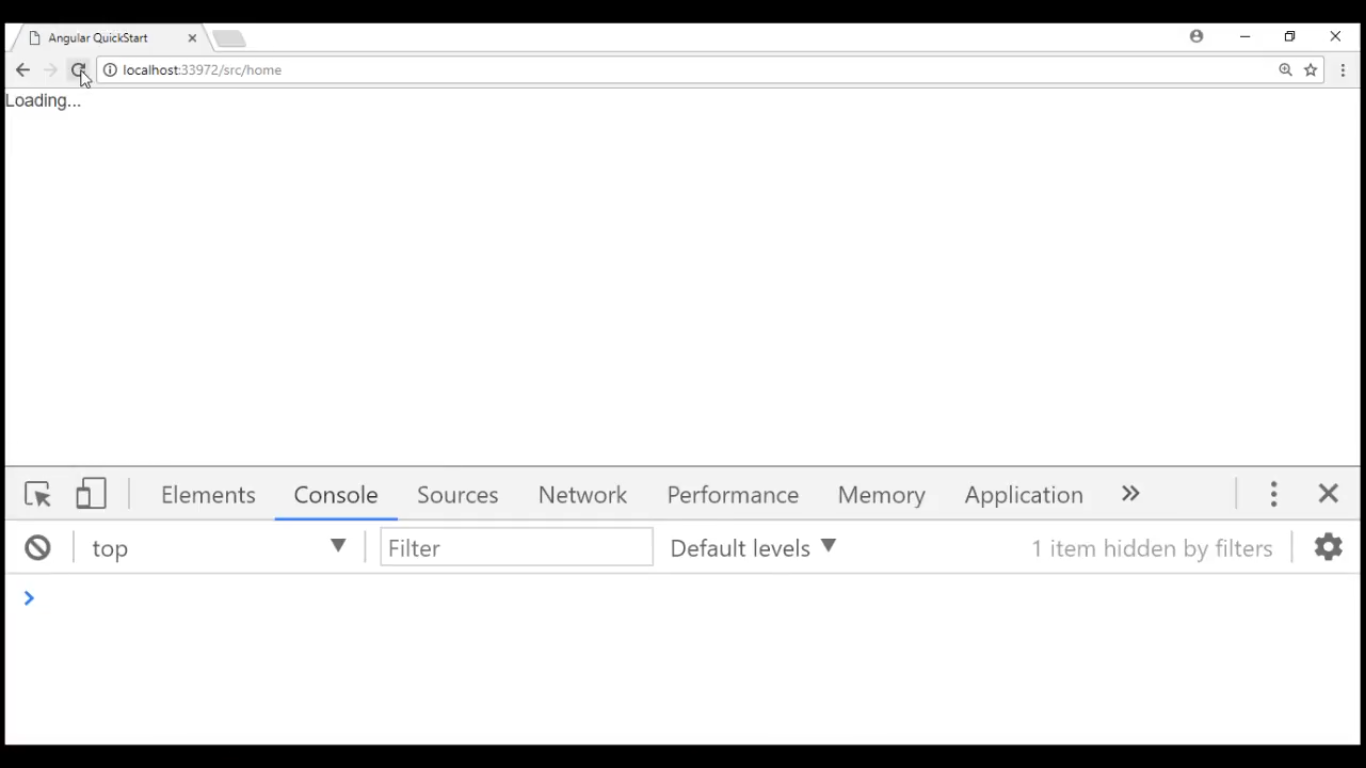 Angular QuickStart
localhost:33972/src/home
Loading...
Elements Console Sources Network Performance Memory Application
top Filter Default levels 1 item hidden by filters